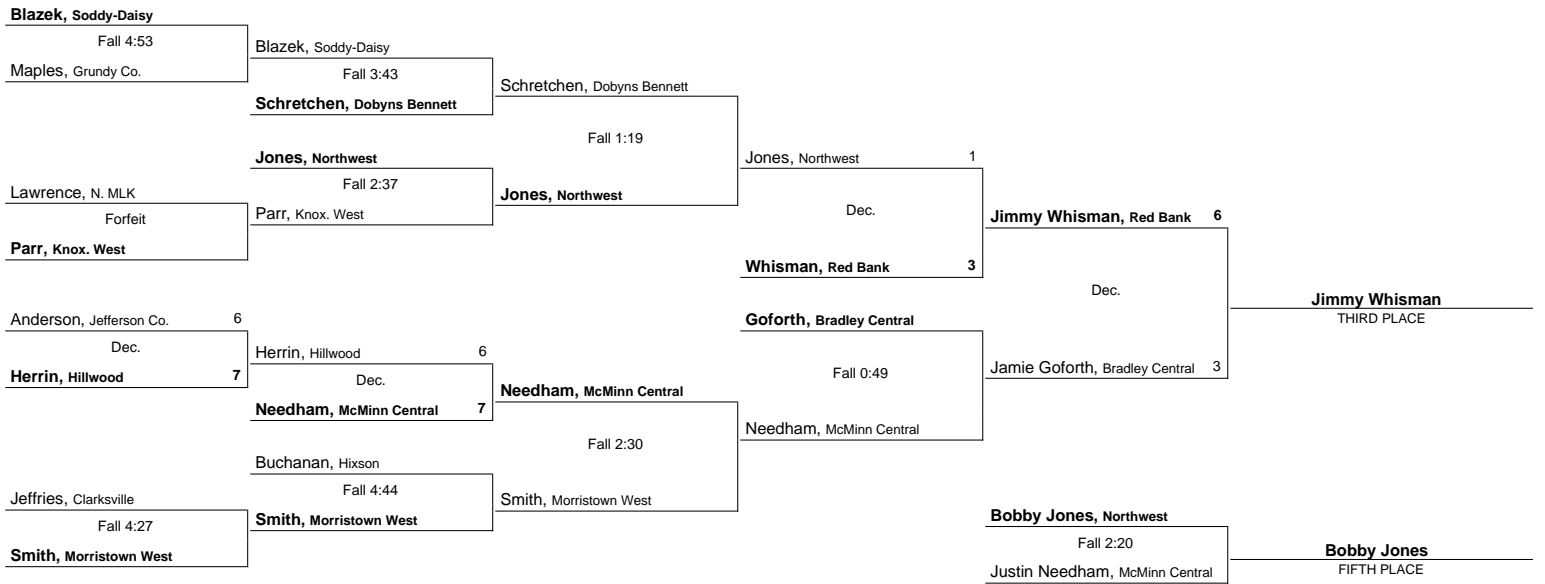 Blazek, Soddy-Daisy
Fall 4:53
Maples, Grundy Co.
Lawrence, N. MLK
Forfeit
Parr, Knox. West
Anderson, Jefferson Co. 6
Dec.
Herrin, Hillwood 7
Jeffries, Clarksville
Fall 4:27
Smith, Morristown West
Blazek, Soddy-Daisy
Fall 3:43
Schretchen, Dobyns Bennett
Jones, Northwest
Fall 2:37
Parr, Knox. West
Herrin, Hillwood 6
Dec.
Needham, McMinn Central 7
Buchanan, Hixson
Fall 4:44
Smith, Morristown West
Schretchen, Dobyns Bennett
Fall 1:19
Jones, Northwest
Needham, McMinn Central
Fall 2:30
Smith, Morristown West
Jones, Northwest 1
Dec.
Whisman, Red Bank 3
Goforth, Bradley Central
Fall 0:49
Needham, McMinn Central
Jimmy Whisman, Red Bank 6
Dec.
Jamie Goforth, Bradley Central 3
Jimmy Whisman
THIRD PLACE
Bobby Jones, Northwest
Fall 2:20
Justin Needham, McMinn Central
Bobby Jones
FIFTH PLACE